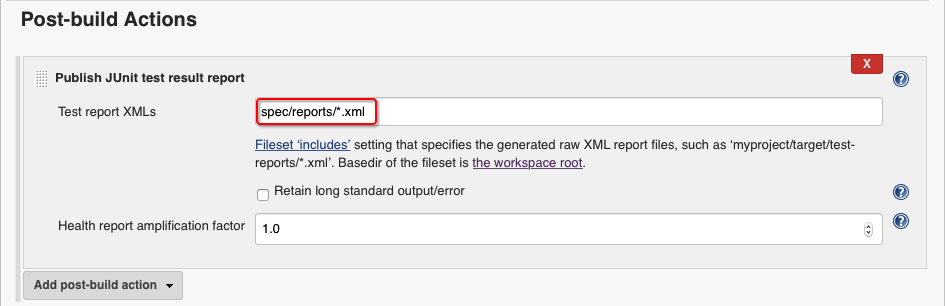 Post-build Actions
X
Publish JUnit test result report
?
Test report XMLs
spec/reports/*.xml
Fileset ‘includes’ setting that specifies the generated raw XML report files, such as ‘myproject/target/test-
reports/*.xml’. Basedir of the fileset is the workspace root.
Retain long standard output/error
?
Health report amplification factor
1.0
?
Add post-build action